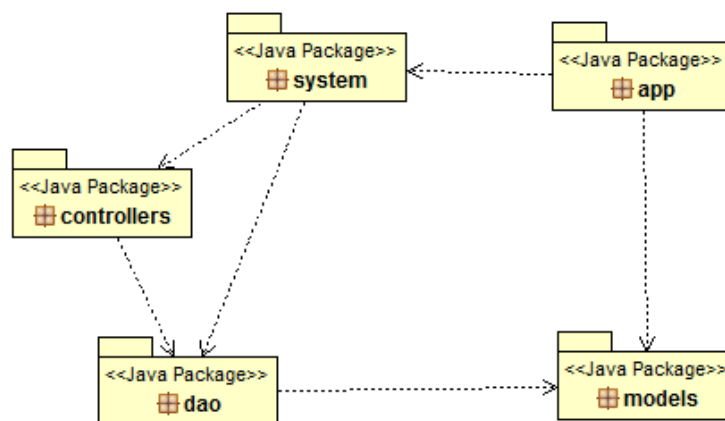 <<Java Package>>
system
<<Java Package>>
app
<<Java Package>>
controllers
<<Java Package>>
dao
<<Java Package>>
models